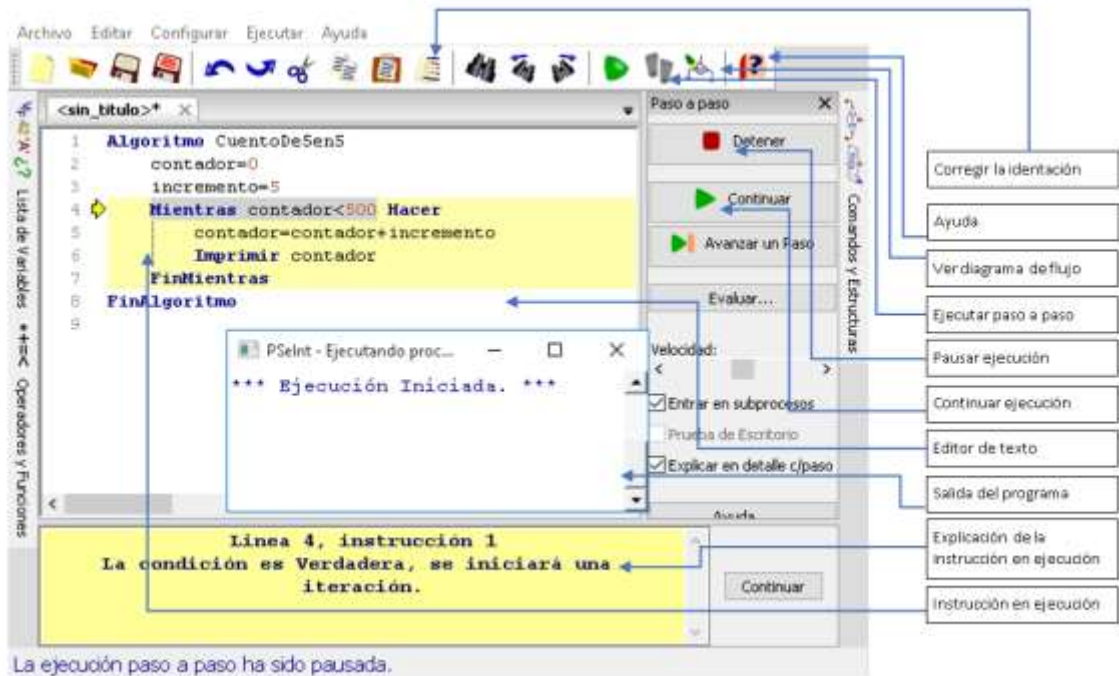 Archivo Editar Configurar Ejecutar Ayuda
<sin_titulo>*
1 Algoritmo CuentoDe5en5
2 contador=0
3 incremento=5
4 Mientras contador<500 Hacer
5 contador=contador+incremento
6 Imprimir contador
7 FinMientras
8 FinAlgoritmo
9
Lista de Variables
Operadores y Funciones
PSeInt - Ejecutando proc...
*** Ejecución Iniciada. ***
Paso a paso
Detener
Continuar
Avanzar un Paso
Evaluar...
Velocidad:
Entrar en subprocesos
Prueba de Escritorio
Explicar en detalle c/paso
Ayuda
Comandos y Estructuras
Linea 4, instrucción 1
La condición es Verdadera, se iniciará una
iteración.
Continuar
La ejecución paso a paso ha sido pausada.
Corregir la identación
Ayuda
Ver diagrama de flujo
Ejecutar paso a paso
Pausar ejecución
Continuar ejecución
Editor de texto
Salida del programa
Explicación de la
instrucción en ejecución
Instrucción en ejecución